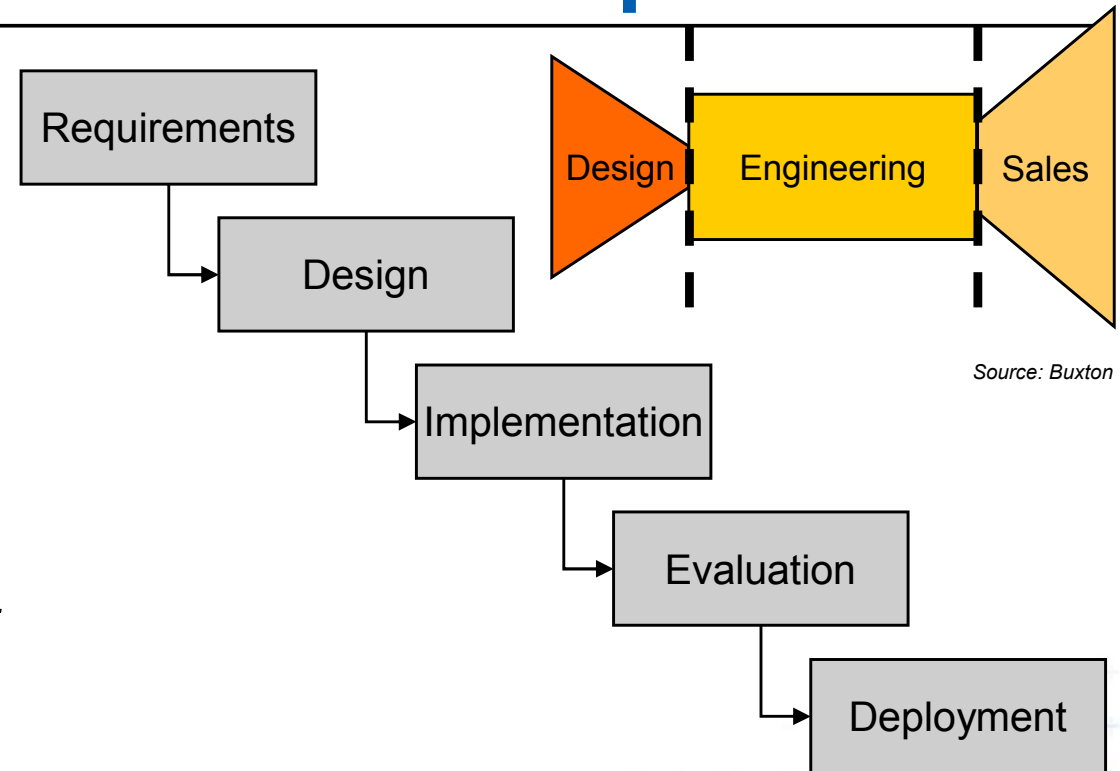 Requirements
Design
Engineering
Sales
Design
Source: Buxton
Implementation
Evaluation
Deployment